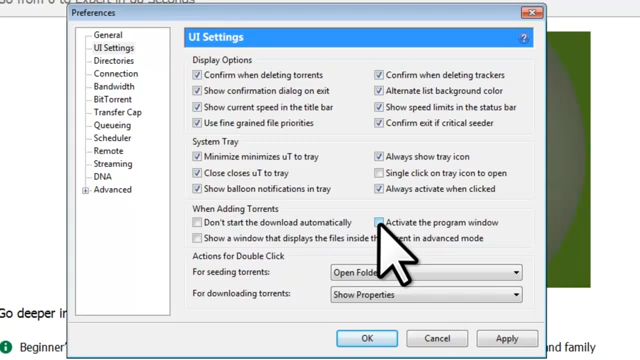 Go from 0 to Expert in 60 Seconds
Preferences
General
UI Settings
Directories
Connection
Bandwidth
BitTorrent
Transfer Cap
Queueing
Scheduler
Remote
Streaming
DNA
Advanced
UI Settings
Display Options
Confirm when deleting torrents
Confirm when deleting trackers
Show confirmation dialog on exit
Alternate list background color
Show current speed in the title bar
Show speed limits in the status bar
Use fine grained file priorities
Confirm exit if critical seeder
System Tray
Minimize minimizes uT to tray
Always show tray icon
Close closes uT to tray
Single click on tray icon to open
Show balloon notifications in tray
Always activate when clicked
When Adding Torrents
Don't start the download automatically
Activate the program window
Show a window that displays the files inside the torrent in advanced mode
Actions for Double Click
For seeding torrents:
Open Folder
For downloading torrents:
Show Properties
OK
Cancel
Apply
Go deeper in
Beginner'
and family